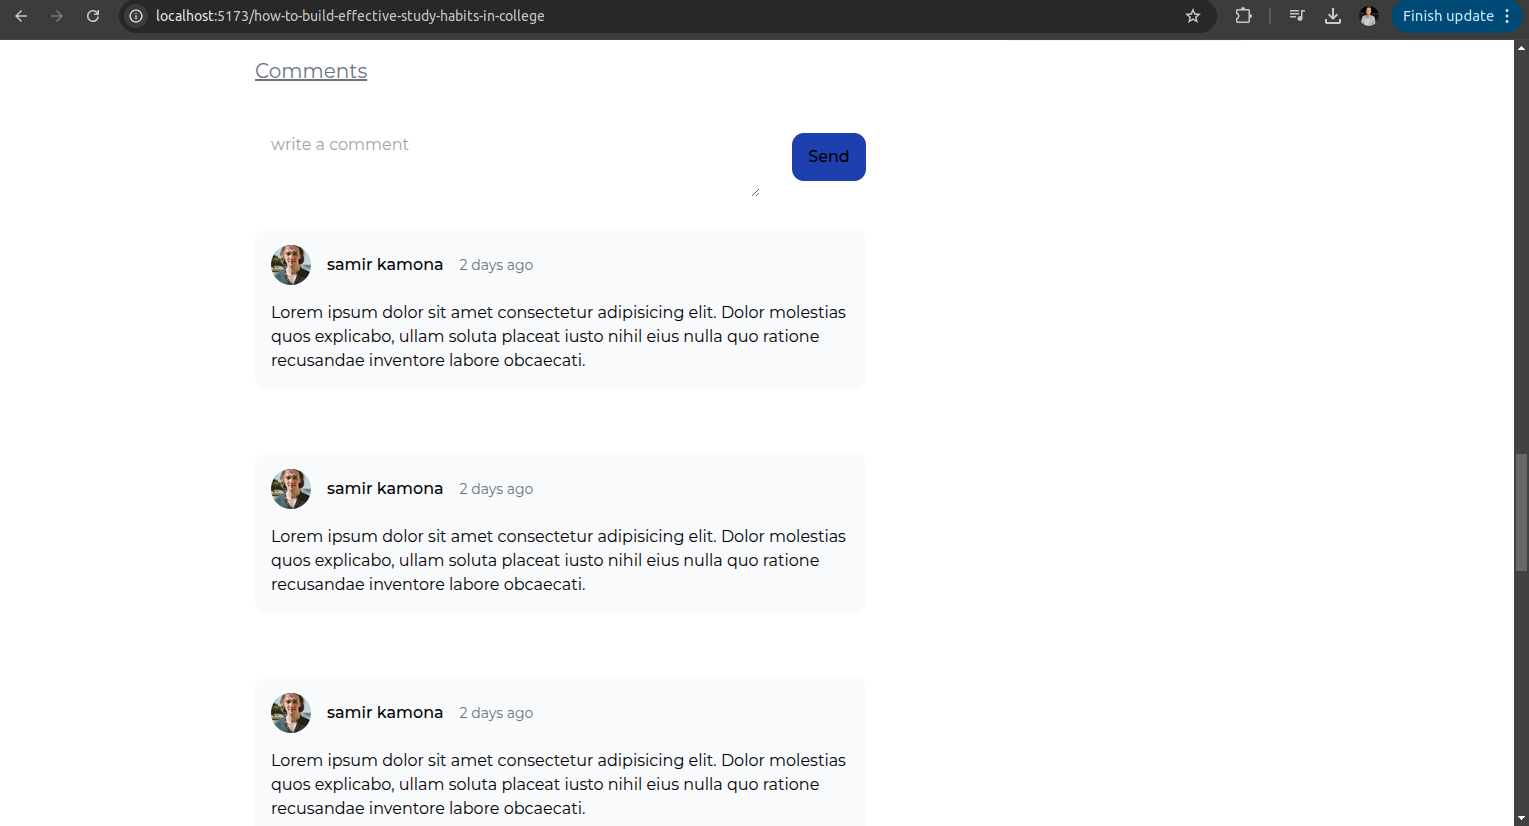 localhost:5173/how-to-build-effective-study-habits-in-college
Finish update
Comments
write a comment
Send
samir kamona 2 days ago
Lorem ipsum dolor sit amet consectetur adipisicing elit. Dolor molestias
quos explicabo, ullam soluta placeat iusto nihil eius nulla quo ratione
recusandae inventore labore obcaecati.
samir kamona 2 days ago
Lorem ipsum dolor sit amet consectetur adipisicing elit. Dolor molestias
quos explicabo, ullam soluta placeat iusto nihil eius nulla quo ratione
recusandae inventore labore obcaecati.
samir kamona 2 days ago
Lorem ipsum dolor sit amet consectetur adipisicing elit. Dolor molestias
quos explicabo, ullam soluta placeat iusto nihil eius nulla quo ratione
recusandae inventore labore obcaecati.